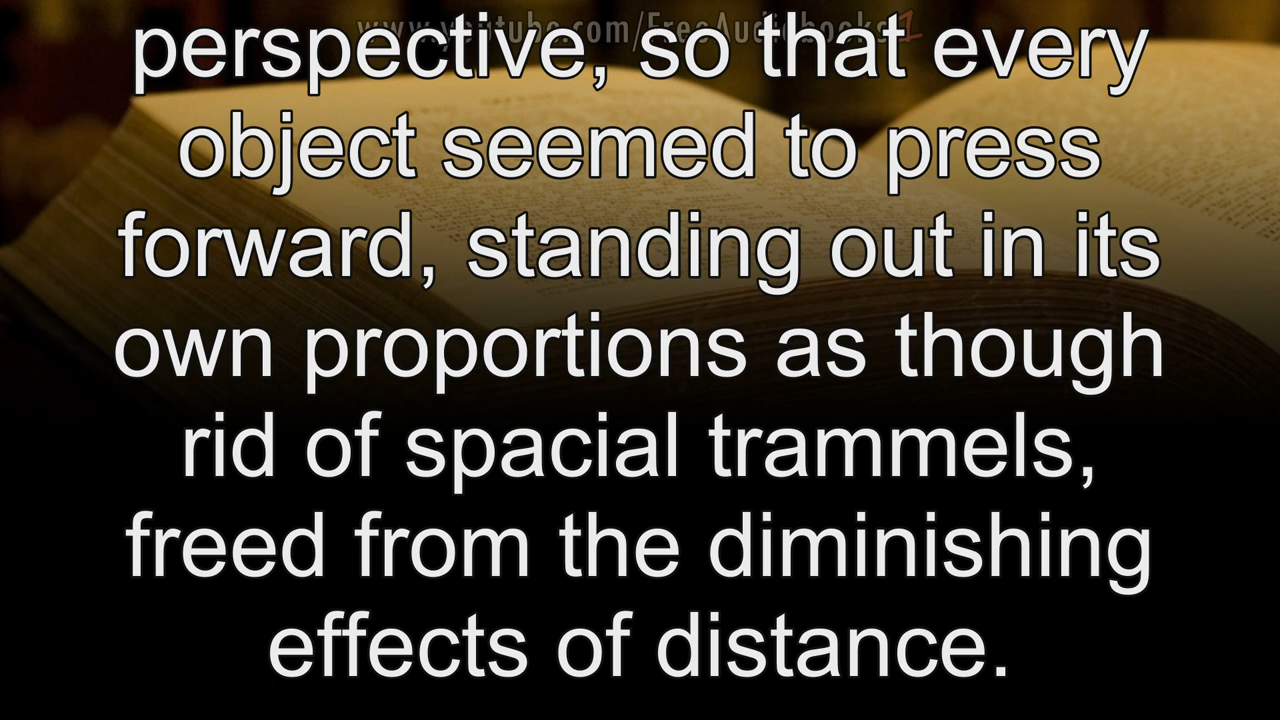 www.youtube.com/FreeAudiobooks1
perspective, so that every
object seemed to press
forward, standing out in its
own proportions as though
rid of spacial trammels,
freed from the diminishing
effects of distance.